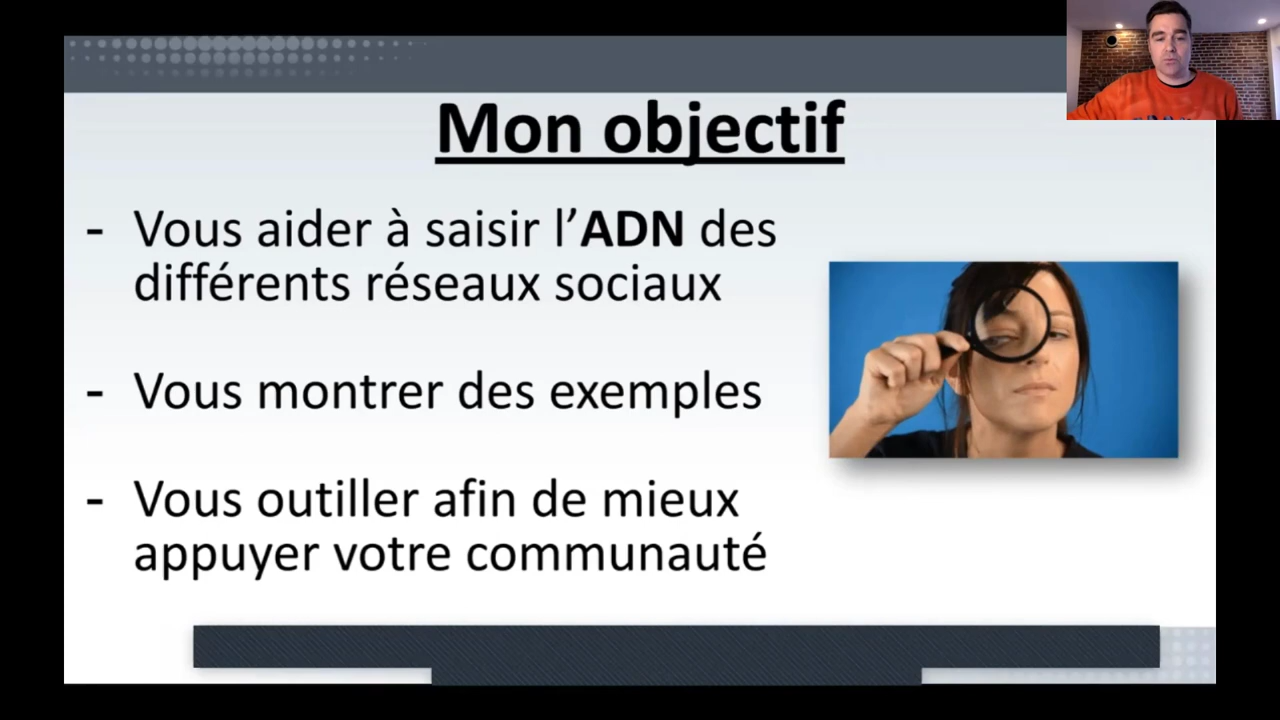 Mon objectif
- Vous aider à saisir l’ADN des
différents réseaux sociaux
- Vous montrer des exemples
- Vous outiller afin de mieux
appuyer votre communauté